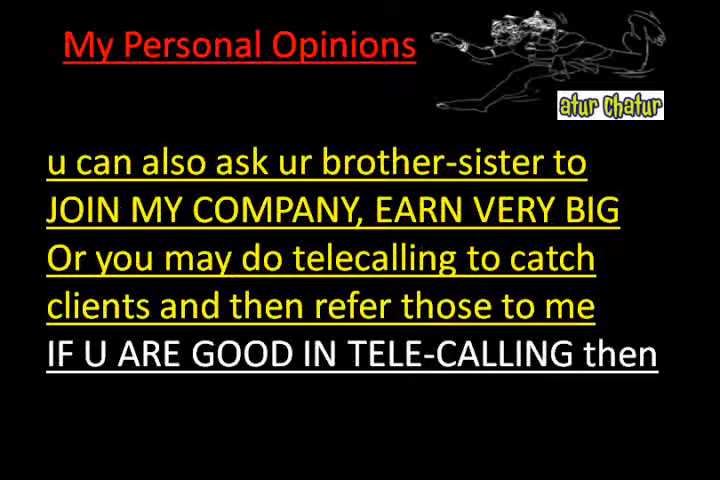 My Personal Opinions
atur chatur
u can also ask ur brother-sister to
JOIN MY COMPANY, EARN VERY BIG
Or you may do telecalling to catch
clients and then refer those to me
IF U ARE GOOD IN TELE-CALLING then